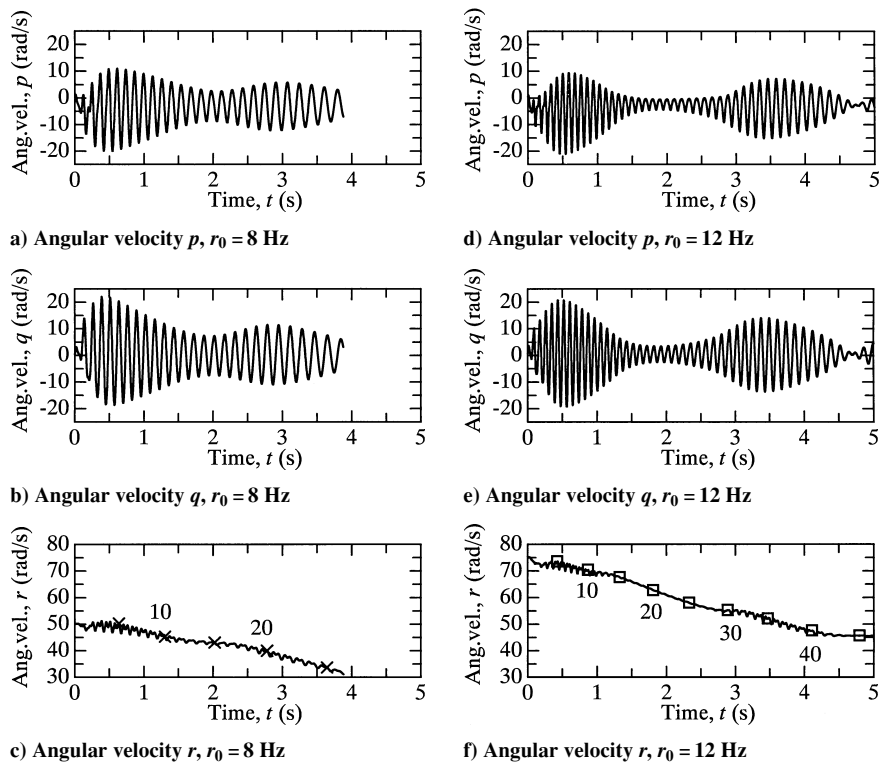 Ang.vel., p (rad/s)
20
10
0
-10
-20
0 1 2 3 4 5
Time, t (s)
a) Angular velocity p, r0 = 8 Hz
Ang.vel., p (rad/s)
20
10
0
-10
-20
0 1 2 3 4 5
Time, t (s)
d) Angular velocity p, r0 = 12 Hz
Ang.vel., q (rad/s)
20
10
0
-10
-20
0 1 2 3 4 5
Time, t (s)
b) Angular velocity q, r0 = 8 Hz
Ang.vel., q (rad/s)
20
10
0
-10
-20
0 1 2 3 4 5
Time, t (s)
e) Angular velocity q, r0 = 12 Hz
Ang.vel., r (rad/s)
80
70
60
50
40
30
10
20
0 1 2 3 4 5
Time, t (s)
c) Angular velocity r, r0 = 8 Hz
Ang.vel., r (rad/s)
80
70
60
50
40
30
10
20
30
40
0 1 2 3 4 5
Time, t (s)
f) Angular velocity r, r0 = 12 Hz